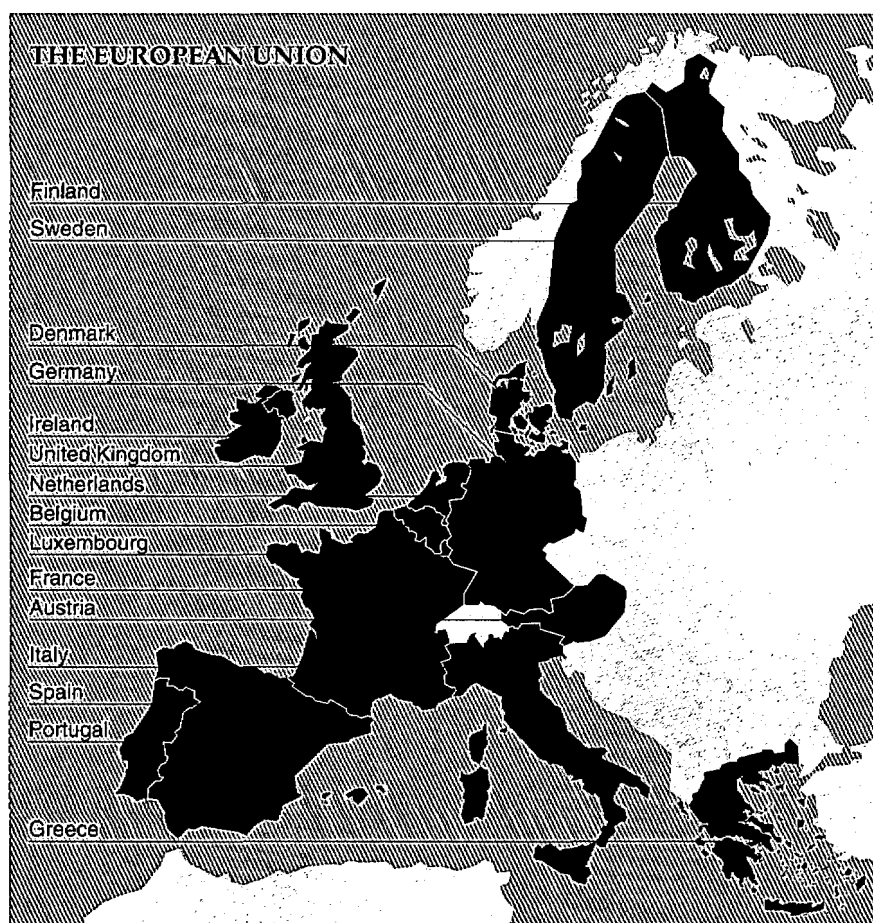 THE EUROPEAN UNION
Finland
Sweden
Denmark
Germany
Ireland
United Kingdom
Netherlands
Belgium
Luxembourg
France
Austria
Italy
Spain
Portugal
Greece